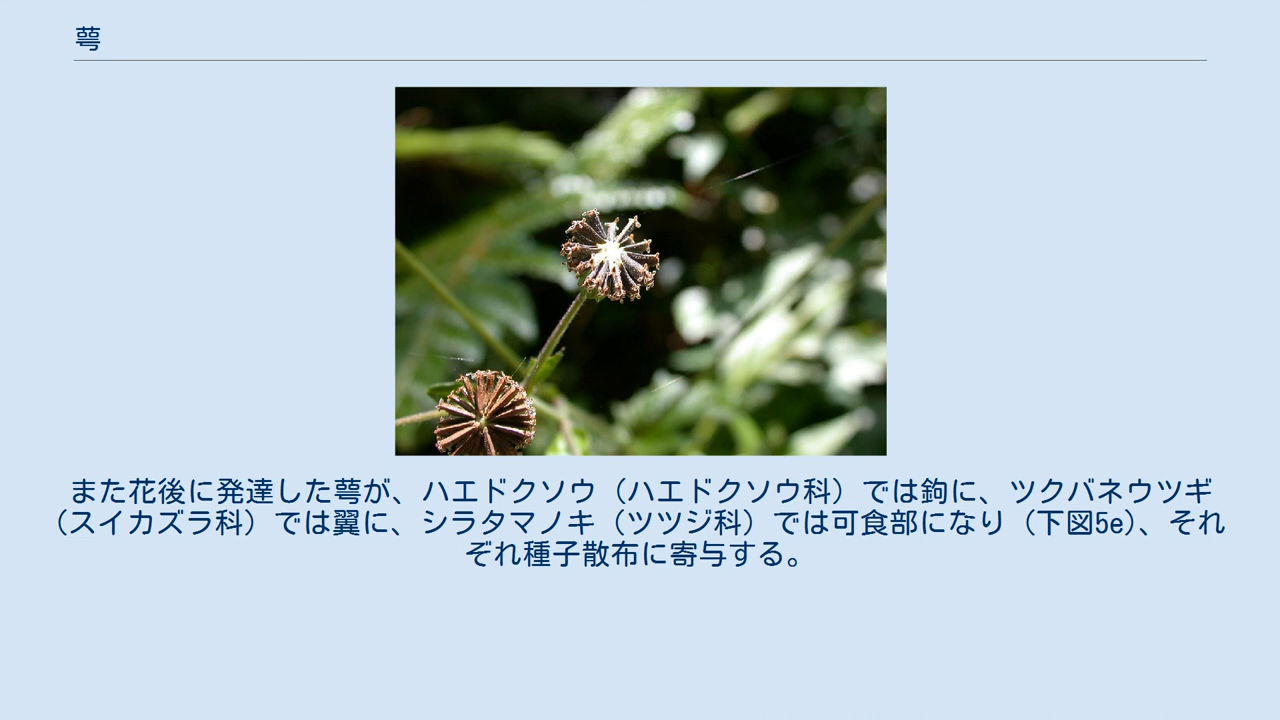 萼
また花後に発達した萼が、ハエドクソウ（ハエドクソウ科）では鉤に、ツクバネウツギ
（スイカズラ科）では翼に、シラタマノキ（ツツジ科）では可食部になり（下図5e）、それ
ぞれ種子散布に寄与する。